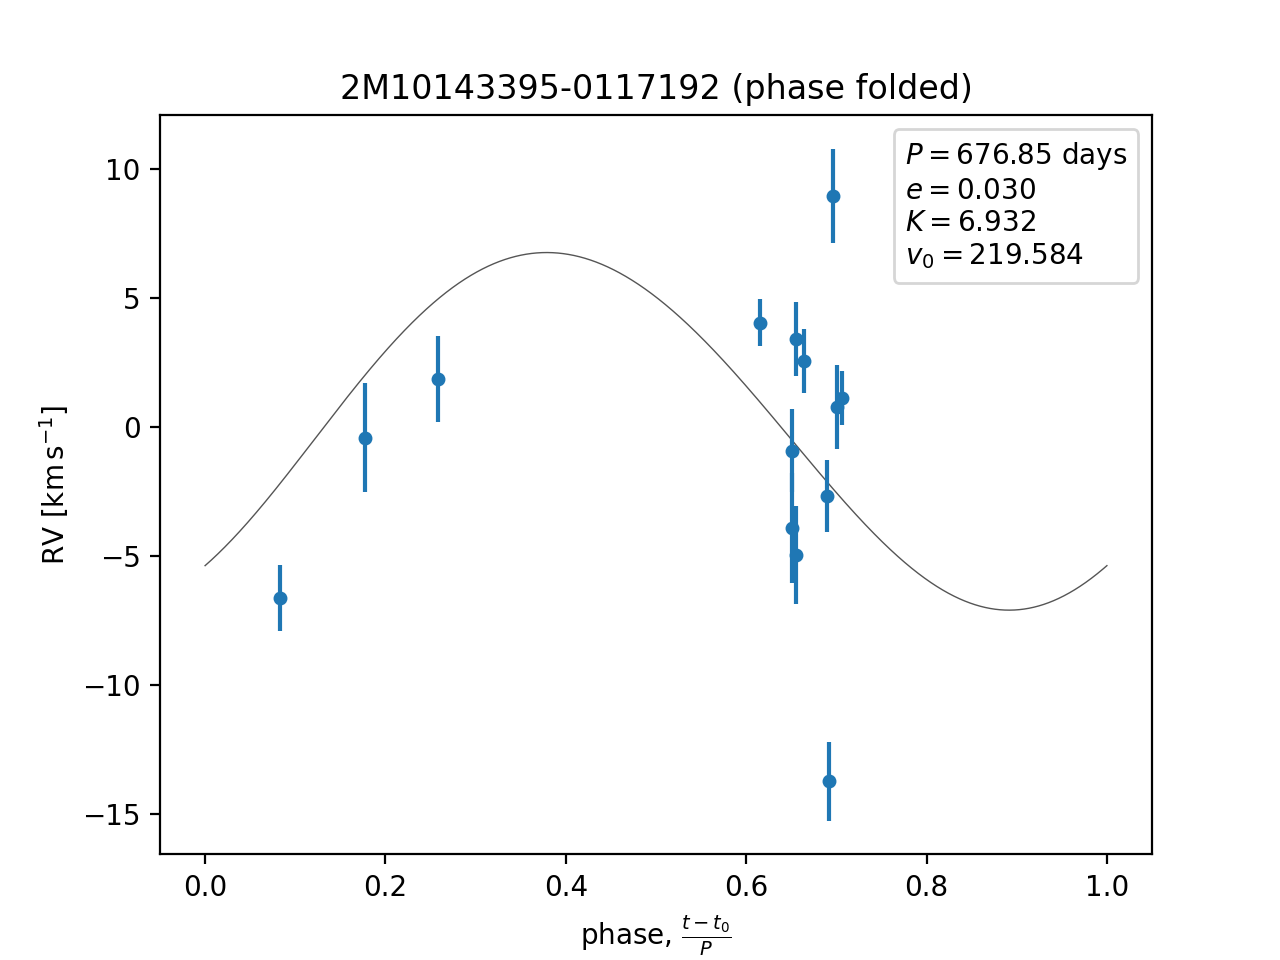 2M10143395-0117192 (phase folded)
P = 676.85 days
e = 0.030
K = 6.932
v₀ = 219.584
RV [km s⁻¹]
10
5
0
−5
−10
−15
0.0 0.2 0.4 0.6 0.8 1.0
phase, (t − t₀)/P